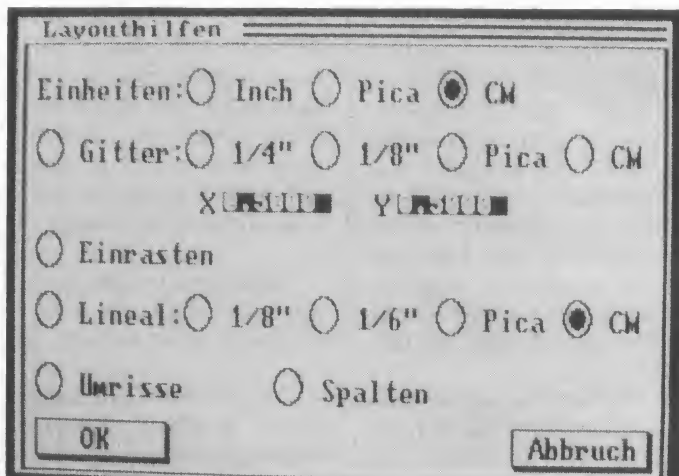 Layouthilfen
Einheiten: Inch Pica CM
Gitter: 1/4" 1/8" Pica CM
X Y
Einrasten
Lineal: 1/8" 1/6" Pica CM
Umrisse Spalten
OK Abbruch